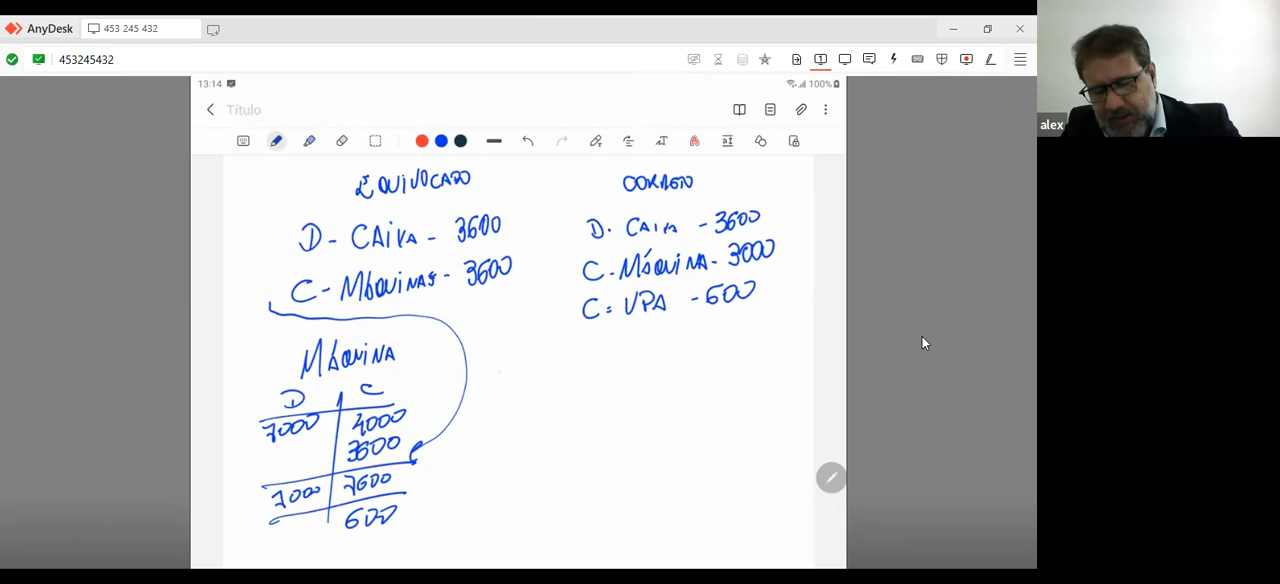 AnyDesk
453 245 432
453245432
13:14
100%
Título
EQUIVOCADO
D - CAIXA - 3600
C - MÁQUINAS - 3600
MÁQUINA
D C
7000 4000
3600
7000 7600
600
CORRETO
D - CAIXA - 3600
C - MÁQUINA - 3000
C = VPA - 600
alex